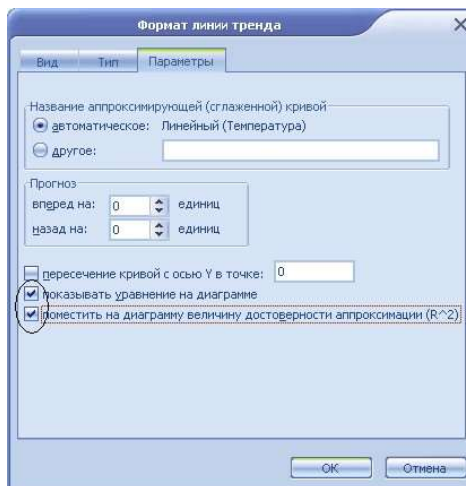 Формат линии тренда
Вид Тип Параметры
Название аппроксимирующей (сглаженной) кривой
автоматическое: Линейный (Температура)
другое:
Прогноз
вперед на: 0 единиц
назад на: 0 единиц
пересечение кривой с осью Y в точке: 0
показывать уравнение на диаграмме
поместить на диаграмму величину достоверности аппроксимации (R^2)
ОК Отмена